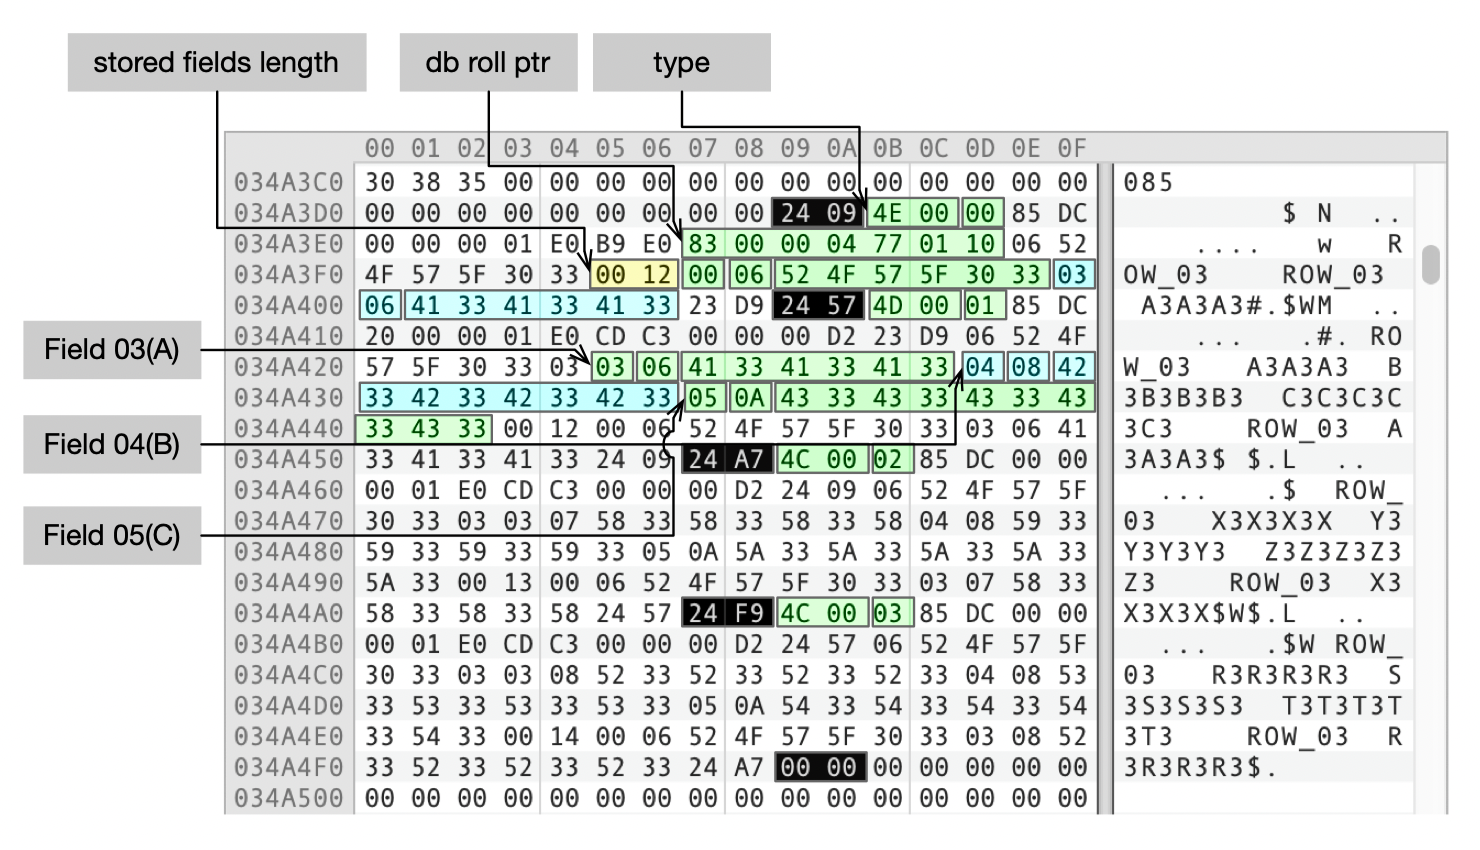 stored fields length db roll ptr type
00 01 02 03 04 05 06 07 08 09 0A 0B 0C 0D 0E 0F
034A3C0 30 38 35 00 00 00 00 00 00 00 00 00 00 00 00 00 085
034A3D0 00 00 00 00 00 00 00 00 00 24 09 4E 00 00 85 DC $ N ..
034A3E0 00 00 00 01 E0 B9 E0 83 00 00 04 77 01 10 06 52 .... w R
034A3F0 4F 57 5F 30 33 00 12 00 06 52 4F 57 5F 30 33 03 OW_03 ROW_03
034A400 06 41 33 41 33 41 33 23 D9 24 57 4D 00 01 85 DC A3A3A3#.$WM ..
034A410 20 00 00 01 E0 CD C3 00 00 00 D2 23 D9 06 52 4F ... .#. RO
Field 03(A)
034A420 57 5F 30 33 03 03 06 41 33 41 33 41 33 04 08 42 W_03 A3A3A3 B
034A430 33 42 33 42 33 42 33 05 0A 43 33 43 33 43 33 43 3B3B3B3 C3C3C3C
034A440 33 43 33 00 12 00 06 52 4F 57 5F 30 33 03 06 41 3C3 ROW_03 A
Field 04(B)
034A450 33 41 33 41 33 24 09 24 A7 4C 00 02 85 DC 00 00 3A3A3$ $.L ..
034A460 00 01 E0 CD C3 00 00 00 D2 24 09 06 52 4F 57 5F ... .$ ROW_
034A470 30 33 03 03 07 58 33 58 33 58 33 58 04 08 59 33 03 X3X3X3X Y3
Field 05(C)
034A480 59 33 59 33 59 33 05 0A 5A 33 5A 33 5A 33 5A 33 Y3Y3Y3 Z3Z3Z3Z3
034A490 5A 33 00 13 00 06 52 4F 57 5F 30 33 03 07 58 33 Z3 ROW_03 X3
034A4A0 58 33 58 33 58 24 57 24 F9 4C 00 03 85 DC 00 00 X3X3X$W$.L ..
034A4B0 00 01 E0 CD C3 00 00 00 D2 24 57 06 52 4F 57 5F ... .$W ROW_
034A4C0 30 33 03 03 08 52 33 52 33 52 33 52 33 04 08 53 03 R3R3R3R3 S
034A4D0 33 53 33 53 33 53 33 05 0A 54 33 54 33 54 33 54 3S3S3S3 T3T3T3T
034A4E0 33 54 33 00 14 00 06 52 4F 57 5F 30 33 03 08 52 3T3 ROW_03 R
034A4F0 33 52 33 52 33 52 33 24 A7 00 00 00 00 00 00 00 3R3R3R3$.
034A500 00 00 00 00 00 00 00 00 00 00 00 00 00 00 00 00